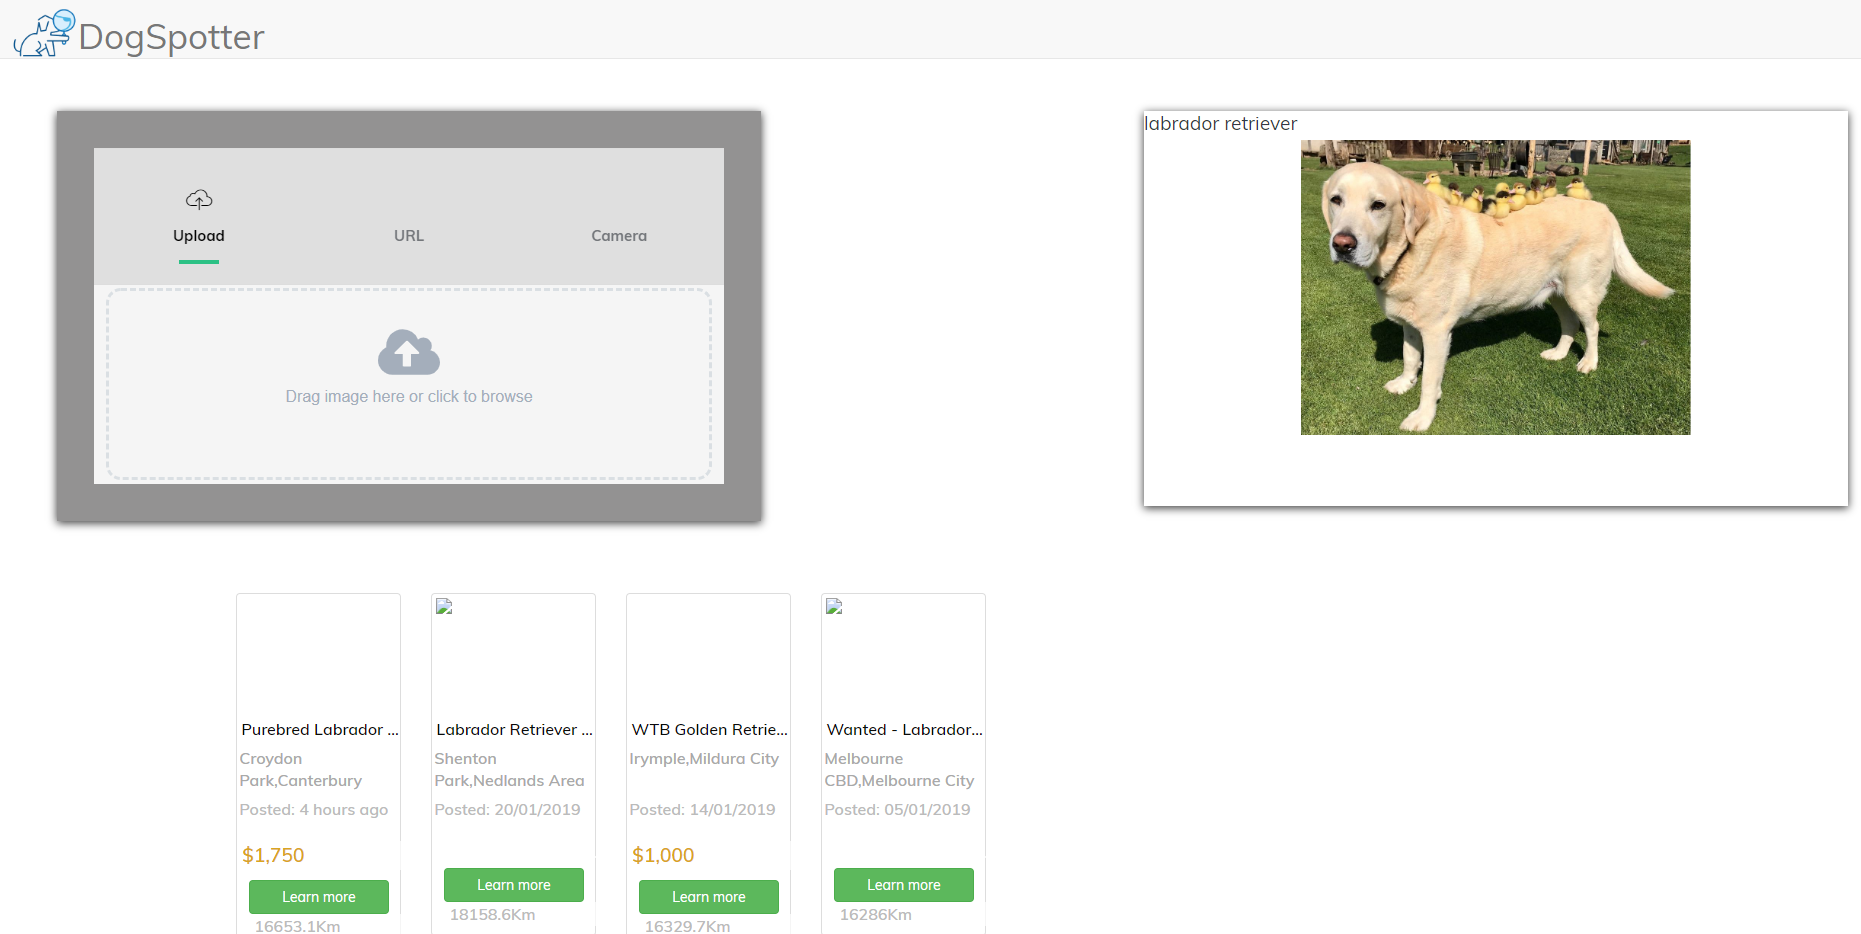 DogSpotter
Upload
URL
Camera
Drag image here or click to browse
labrador retriever
Purebred Labrador ...
Croydon
Park,Canterbury
Posted: 4 hours ago
$1,750
Learn more
16653.1Km
Labrador Retriever ...
Shenton
Park,Nedlands Area
Posted: 20/01/2019
Learn more
18158.6Km
WTB Golden Retrie...
Irymple,Mildura City
Posted: 14/01/2019
$1,000
Learn more
16329.7Km
Wanted - Labrador...
Melbourne
CBD,Melbourne City
Posted: 05/01/2019
Learn more
16286Km